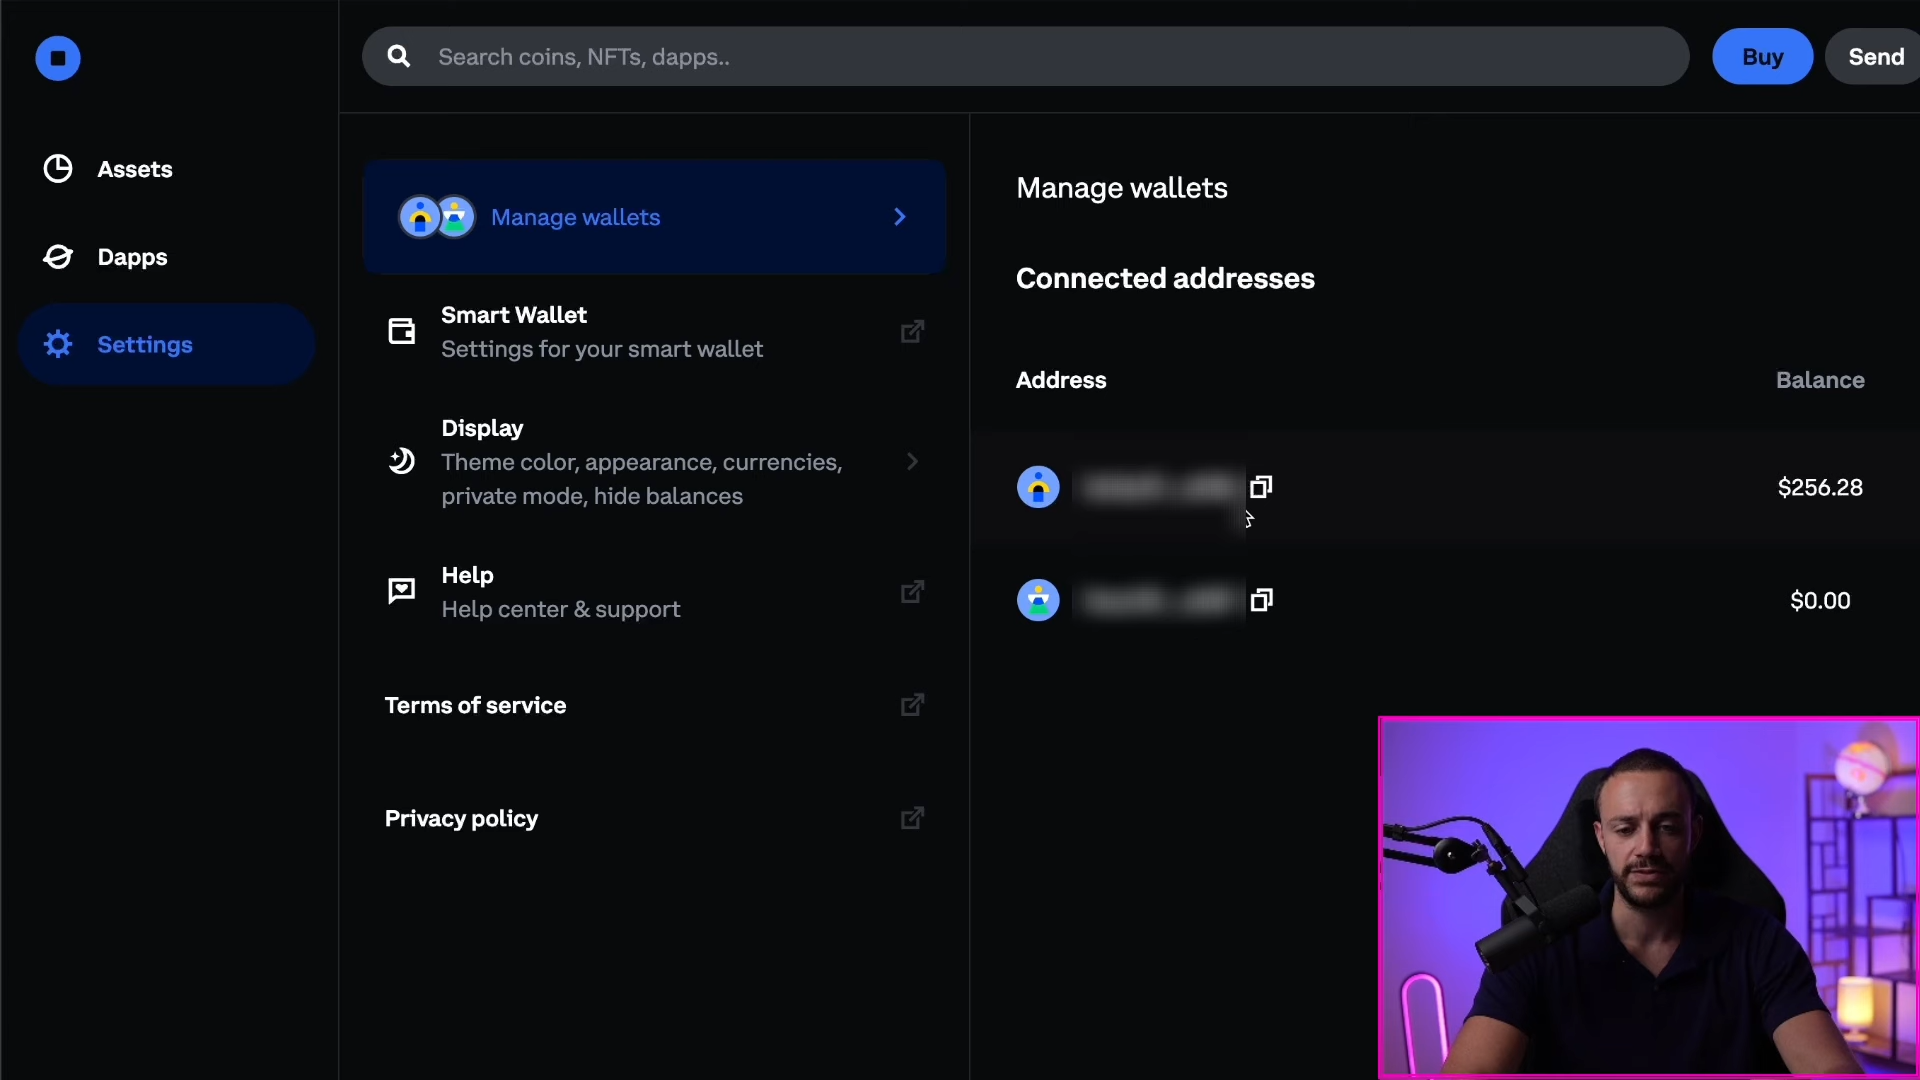 Search coins, NFTs, dapps..
Buy
Send
Assets
Dapps
Settings
Manage wallets
Smart Wallet
Settings for your smart wallet
Display
Theme color, appearance, currencies,
private mode, hide balances
Help
Help center & support
Terms of service
Privacy policy
Manage wallets
Connected addresses
Address
Balance
$256.28
$0.00